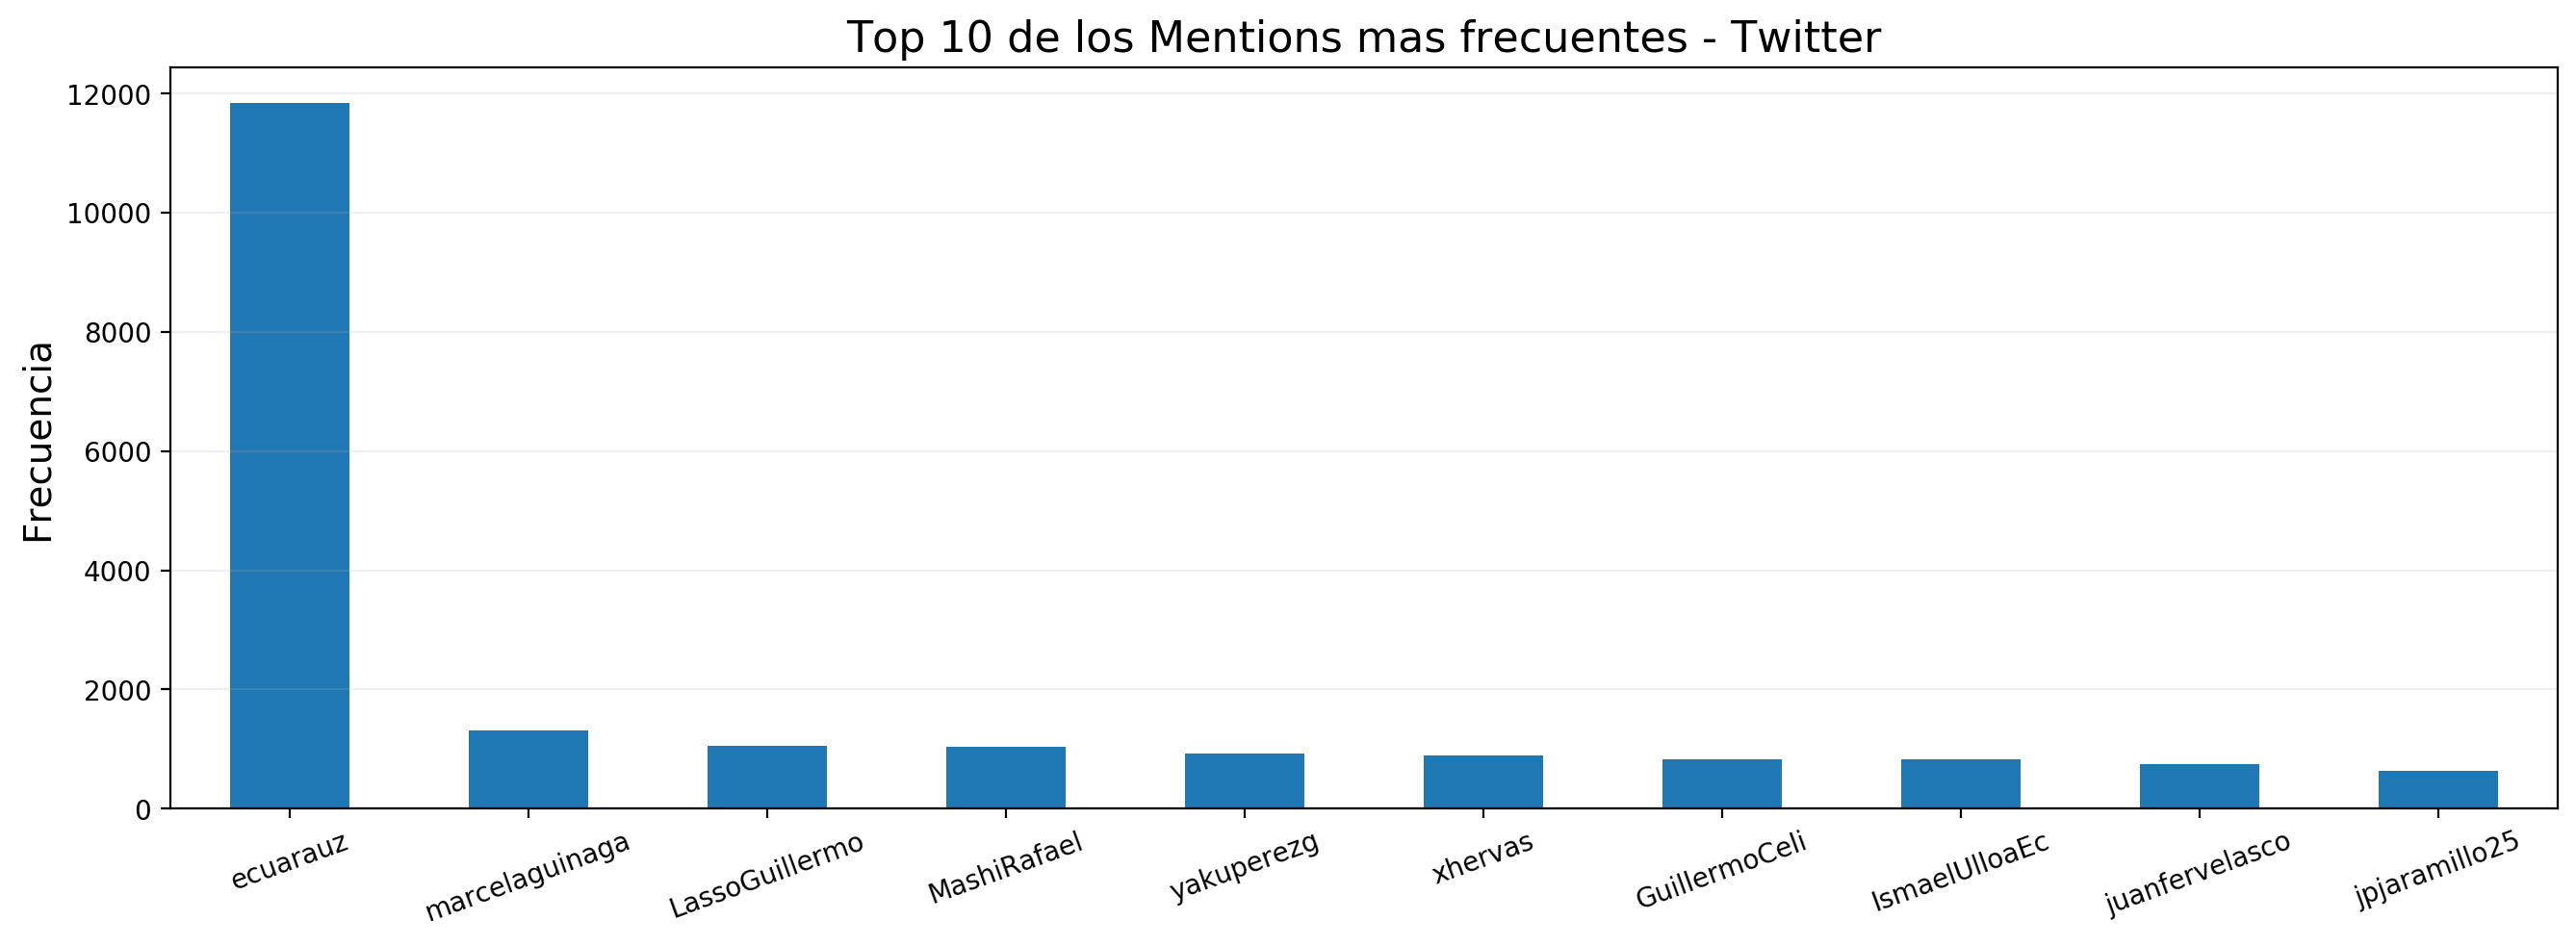 Top 10 de los Mentions mas frecuentes - Twitter
Frecuencia
12000
10000
8000
6000
4000
2000
0
ecuarauz
marcelaguinaga
LassoGuillermo
MashiRafael
yakuperezg
xhervas
GuillermoCeli
IsmaelUlloaEc
juanfervelasco
jpjaramillo25